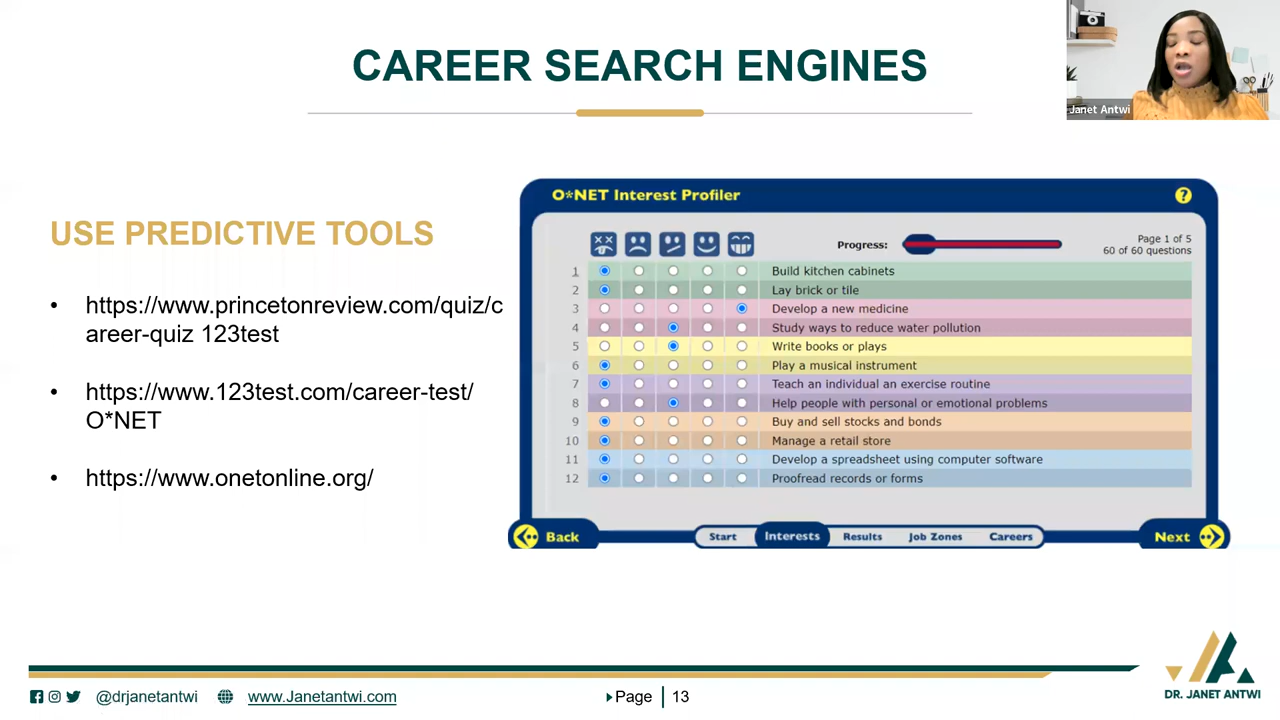 CAREER SEARCH ENGINES
Janet Antwi
USE PREDICTIVE TOOLS
• https://www.princetonreview.com/quiz/c
areer-quiz 123test
• https://www.123test.com/career-test/
O*NET
• https://www.onetonline.org/
O*NET Interest Profiler
?
Progress:
Page 1 of 5
60 of 60 questions
1 Build kitchen cabinets
2 Lay brick or tile
3 Develop a new medicine
4 Study ways to reduce water pollution
5 Write books or plays
6 Play a musical instrument
7 Teach an individual an exercise routine
8 Help people with personal or emotional problems
9 Buy and sell stocks and bonds
10 Manage a retail store
11 Develop a spreadsheet using computer software
12 Proofread records or forms
Back Start Interests Results Job Zones Careers Next
@drjanetantwi www.Janetantwi.com Page | 13
DR. JANET ANTWI